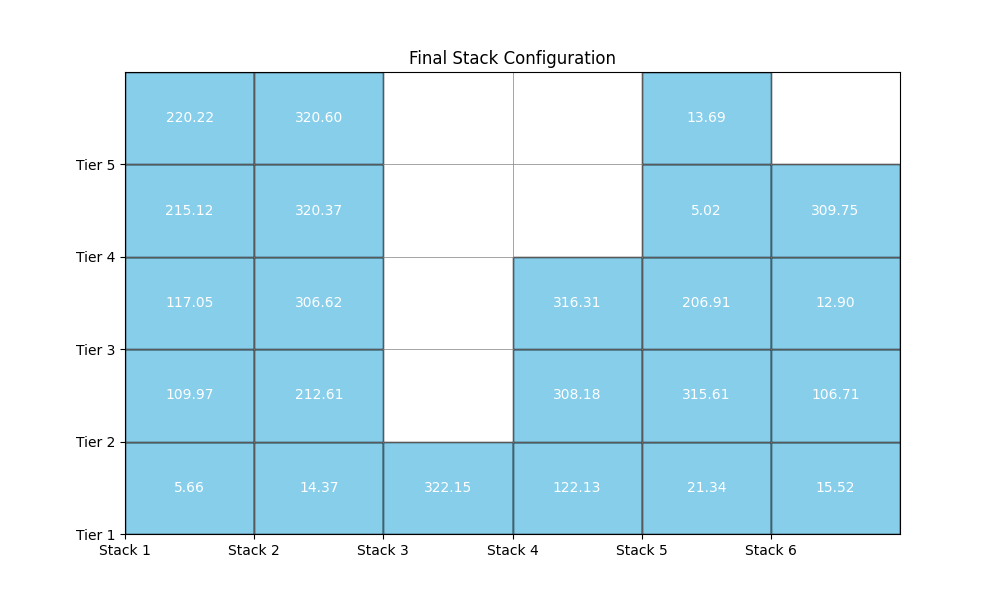 Final Stack Configuration
220.22 320.60 13.69
Tier 5
215.12 320.37 5.02 309.75
Tier 4
117.05 306.62 316.31 206.91 12.90
Tier 3
109.97 212.61 308.18 315.61 106.71
Tier 2
5.66 14.37 322.15 122.13 21.34 15.52
Tier 1
Stack 1 Stack 2 Stack 3 Stack 4 Stack 5 Stack 6